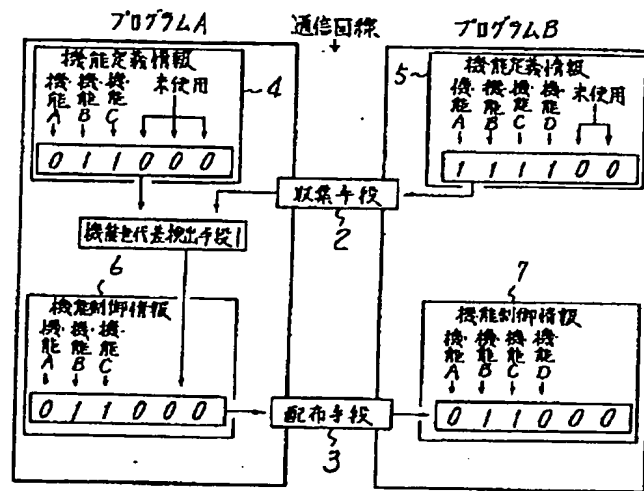 プログラムA
通信回線
プログラムB
機能定義情報
4
機能A
機能B
機能C
未使用
0 1 1 0 0 0
5
機能定義情報
機能A
機能B
機能C
機能D
未使用
1 1 1 1 0 0
収集手段
2
機能世代差検出手段1
6
機能制御情報
機能A
機能B
機能C
0 1 1 0 0 0
7
機能制御情報
機能A
機能B
機能C
機能D
0 1 1 0 0 0
配布手段
3